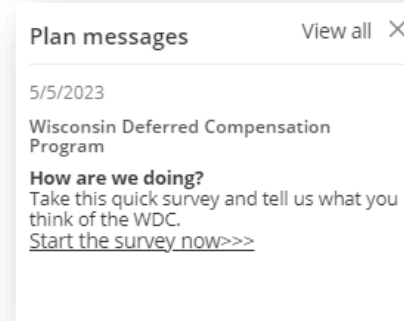 Plan messages
View all ×
5/5/2023
Wisconsin Deferred Compensation
Program
How are we doing?
Take this quick survey and tell us what you
think of the WDC.
Start the survey now>>>